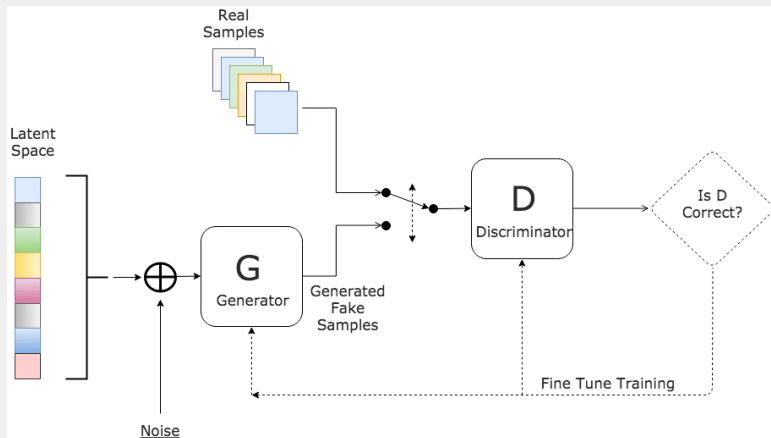 Real
Samples
Latent
Space
Is D
Correct?
D
Discriminator
G
Generator
Generated
Fake
Samples
Fine Tune Training
Noise